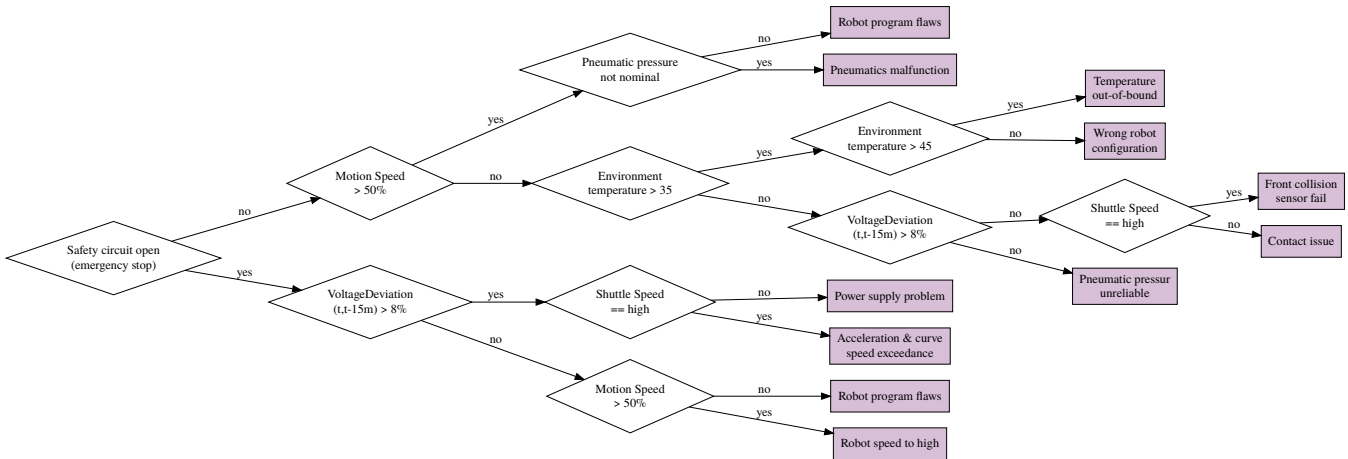 Robot program flaws
no
Pneumatic pressure
not nominal
yes
Pneumatics malfunction
Temperature
out-of-bound
yes
yes
Environment
temperature > 45
no
Wrong robot
configuration
yes
Motion Speed
> 50%
no
Environment
temperature > 35
Front collision
sensor fail
yes
Shuttle Speed
== high
no
VoltageDeviation
(t,t-15m) > 8%
no
no
Contact issue
no
Safety circuit open
(emergency stop)
no
Pneumatic pressur
unreliable
yes
VoltageDeviation
(t,t-15m) > 8%
yes
Shuttle Speed
== high
no
Power supply problem
yes
Acceleration & curve
speed exceedance
no
Motion Speed
> 50%
no
Robot program flaws
yes
Robot speed to high